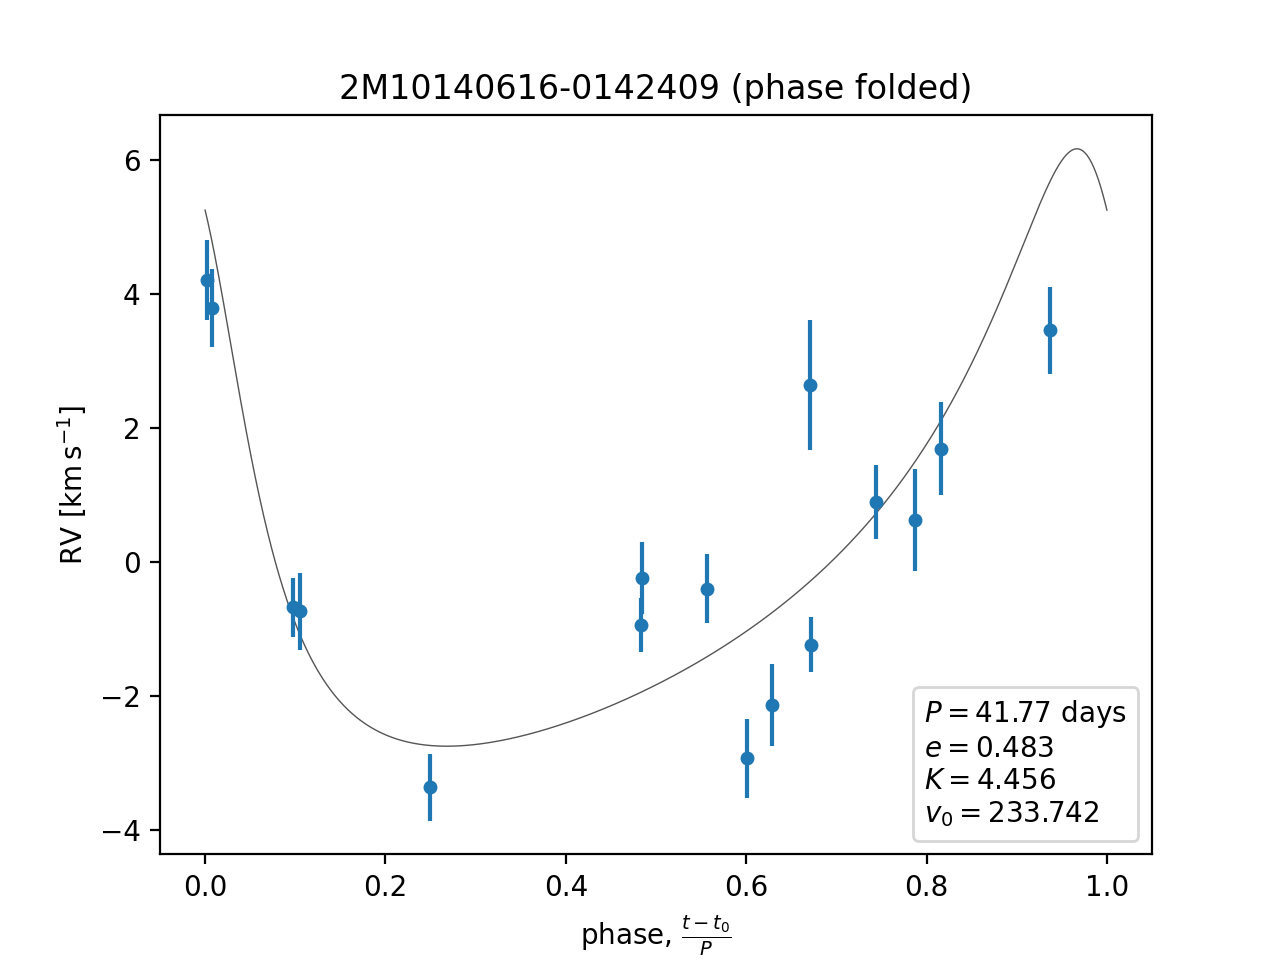 2M10140616-0142409 (phase folded)
RV [km s⁻¹]
6
4
2
0
−2
−4
0.0 0.2 0.4 0.6 0.8 1.0
phase, (t − t₀)/P
P = 41.77 days
e = 0.483
K = 4.456
v₀ = 233.742